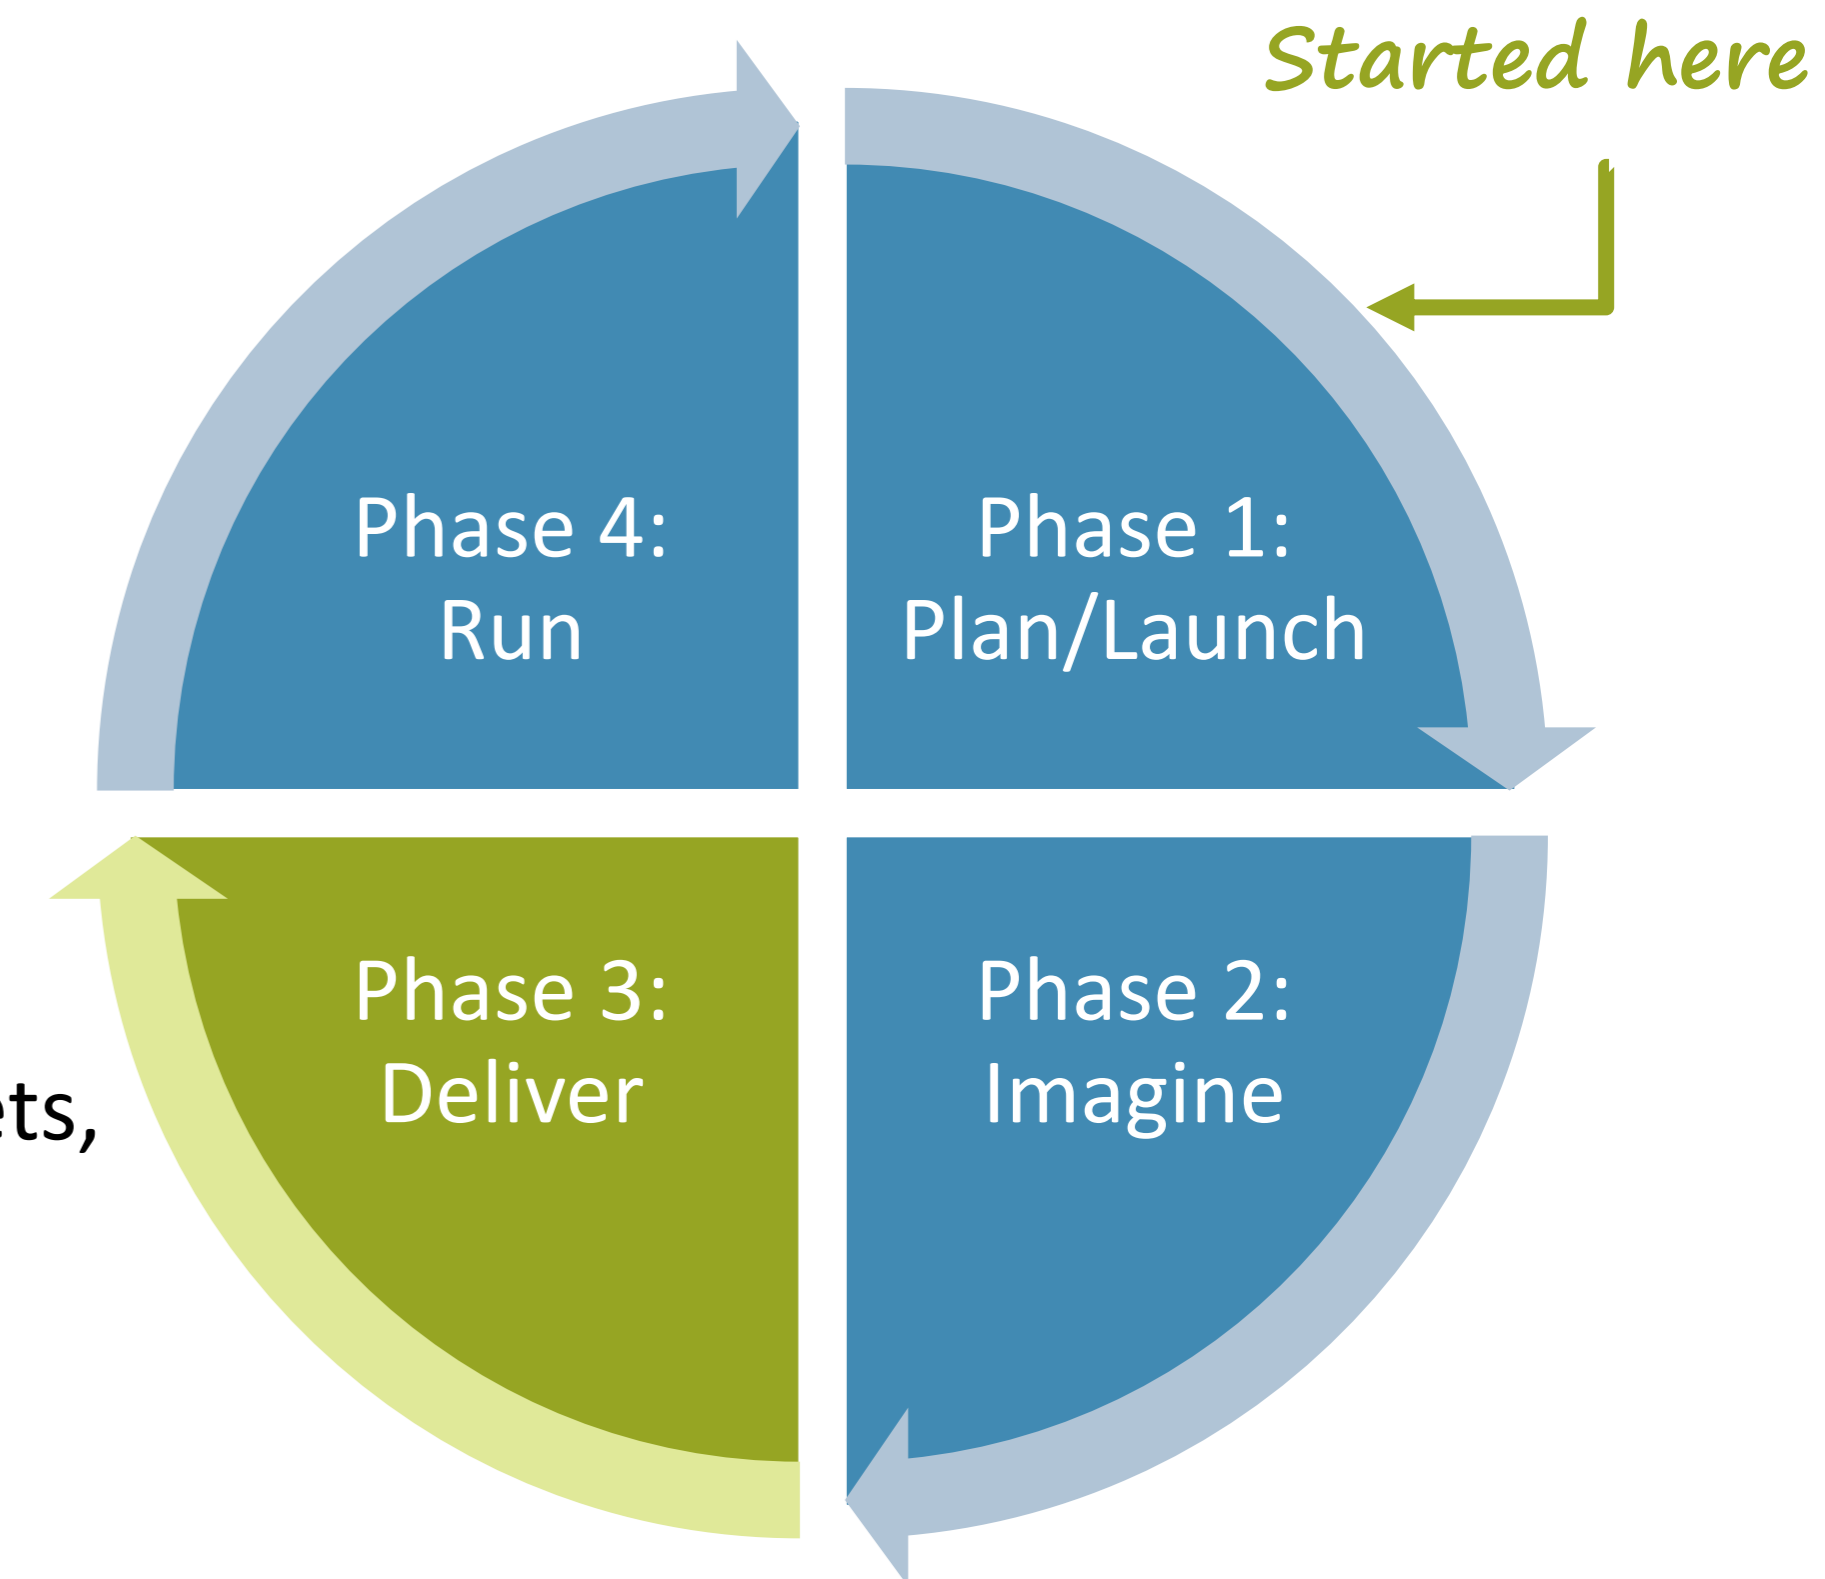 Started here
Phase 4:
Run
Phase 1:
Plan/Launch
Phase 3:
Deliver
Phase 2:
Imagine